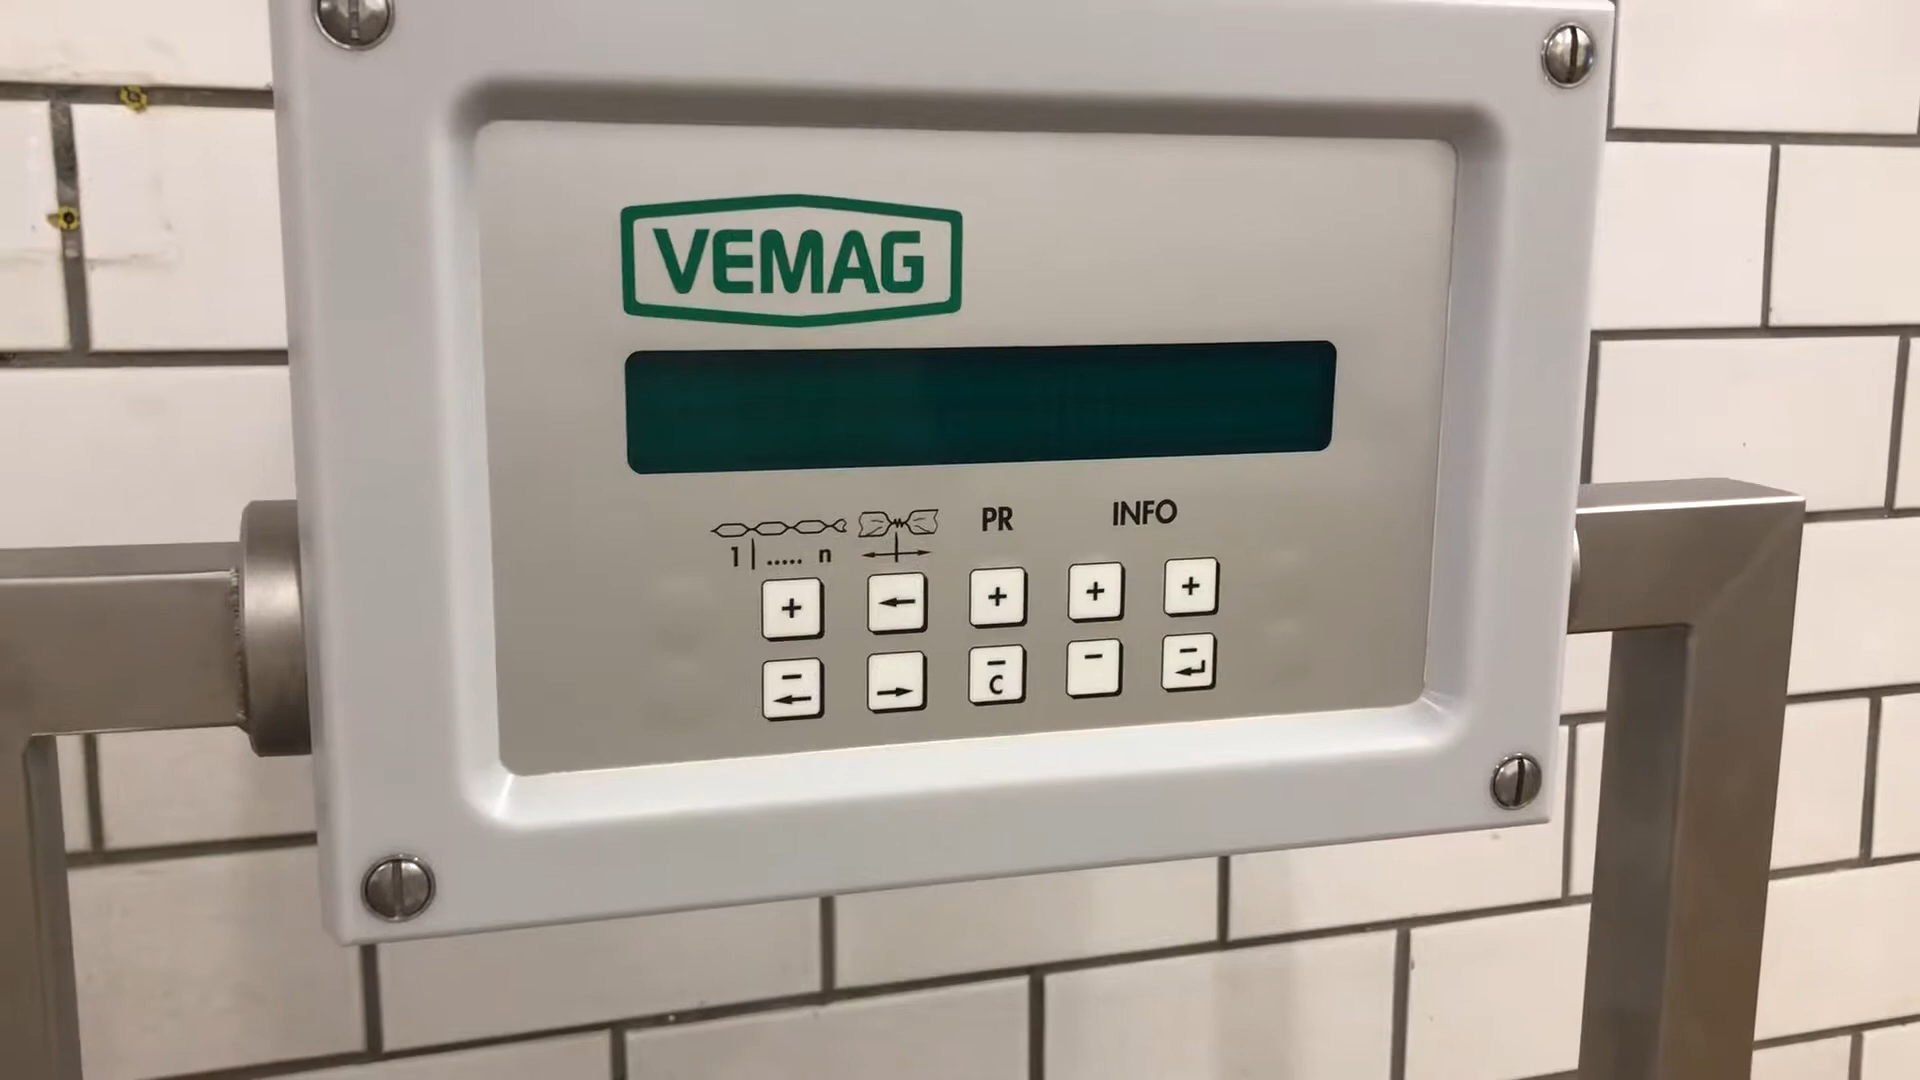 VEMAG
PR INFO
1|..... n
+ ← + + +
− ← → − C − − ↵